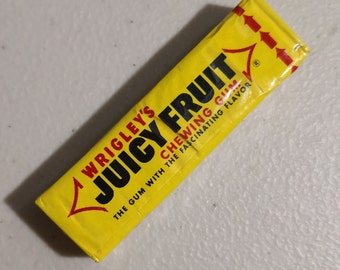 WRIGLEY'S
JUICY FRUIT
®
CHEWING GUM
THE GUM WITH THE FASCINATING FLAVOR